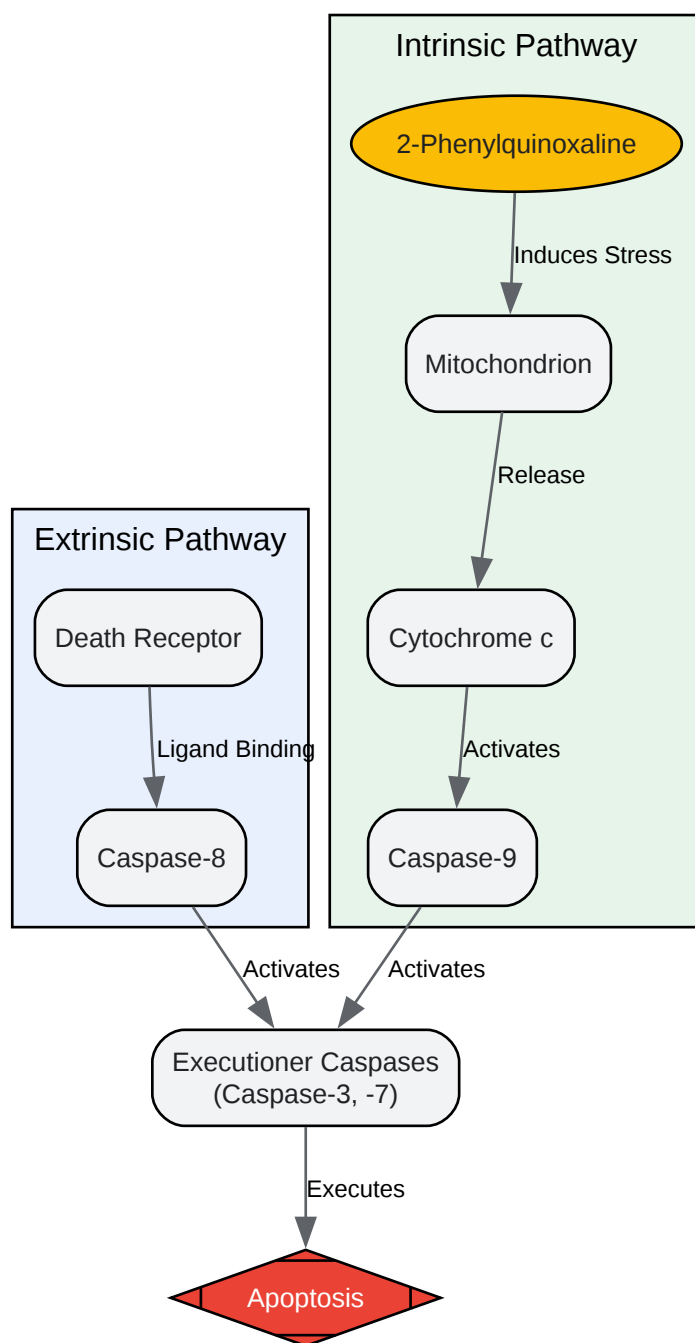 Intrinsic Pathway
2-Phenylquinoxaline
Induces Stress
Mitochondrion
Release
Extrinsic Pathway
Death Receptor
Cytochrome c
Ligand Binding
Activates
Caspase-8
Caspase-9
Activates
Activates
Executioner Caspases
(Caspase-3, -7)
Executes
Apoptosis